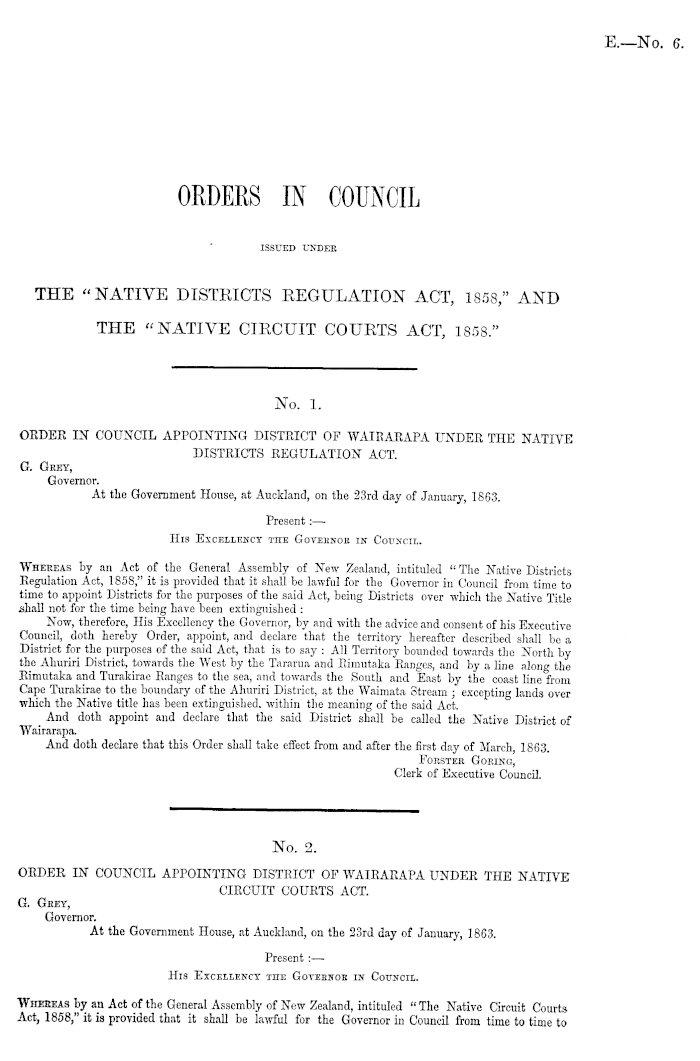 E.—No. 6.
ORDERS IN COUNCIL
ISSUED UNDER
THE “NATIVE DISTRICTS REGULATION ACT, 1858,” AND
THE “NATIVE CIRCUIT COURTS ACT, 1858.”
No. 1.
ORDER IN COUNCIL APPOINTING DISTRICT OF WAIRARAPA UNDER THE NATIVE
DISTRICTS REGULATION ACT.
G. GREY,
Governor.
At the Government House, at Auckland, on the 23rd day of January, 1863.
Present :—
HIS EXCELLENCY THE GOVERNOR IN COUNCIL.
WHEREAS by an Act of the General Assembly of New Zealand, intituled “The Native Districts
Regulation Act, 1858,” it is provided that it shall be lawful for the Governor in Council from time to
time to appoint Districts for the purposes of the said Act, being Districts over which the Native Title
shall not for the time being have been extinguished :
Now, therefore, His Excellency the Governor, by and with the advice and consent of his Executive
Council, doth hereby Order, appoint, and declare that the territory hereafter described shall be a
District for the purposes of the said Act, that is to say : All Territory bounded towards the North by
the Ahuriri District, towards the West by the Tararua and Rimutaka Ranges, and by a line along the
Rimutaka and Turakirae Ranges to the sea, and towards the South and East by the coast line from
Cape Turakirae to the boundary of the Ahuriri District, at the Waimata Stream ; excepting lands over
which the Native title has been extinguished. within the meaning of the said Act.
And doth appoint and declare that the said District shall be called the Native District of
Wairarapa.
And doth declare that this Order shall take effect from and after the first day of March, 1863.
FORSTER GORING,
Clerk of Executive Council.
No. 2.
ORDER IN COUNCIL APPOINTING DISTRICT OF WAIRARAPA UNDER THE NATIVE
CIRCUIT COURTS ACT.
G. GREY,
Governor.
At the Government House, at Auckland, on the 23rd day of January, 1863.
Present :—
HIS EXCELLENCY THE GOVERNOR IN COUNCIL.
WHEREAS by an Act of the General Assembly of New Zealand, intituled “The Native Circuit Courts
Act, 1858,” it is provided that it shall be lawful for the Governor in Council from time to time to